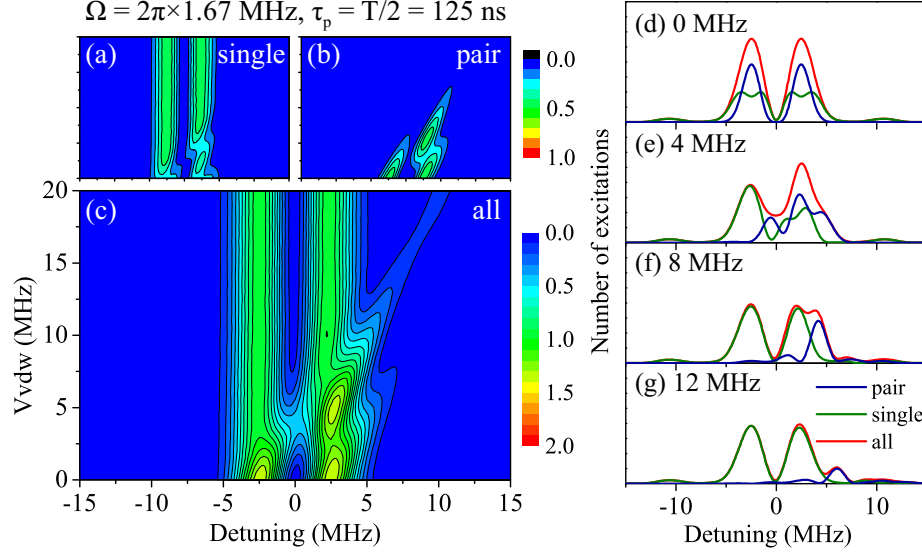 Ω = 2π×1.67 MHz, τp = T/2 = 125 ns
(a) single
(b) pair
0.0
0.5
1.0
(c) all
0.0
0.5
1.0
1.5
2.0
20
15
10
5
0
Vvdw (MHz)
-15 -10 -5 0 5 10 15
Detuning (MHz)
Number of excitations
(d) 0 MHz
(e) 4 MHz
(f) 8 MHz
(g) 12 MHz
pair
single
all
-10 0 10
Detuning (MHz)